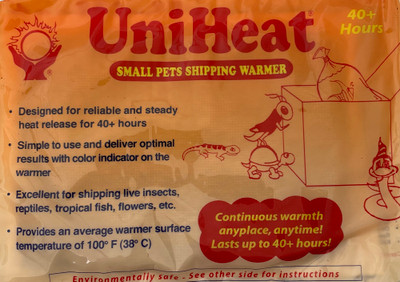 UniHeat®
40+
Hours
SMALL PETS SHIPPING WARMER
• Designed for reliable and steady
heat release for 40+ hours
• Simple to use and deliver optimal
results with color indicator on the
warmer
• Excellent for shipping live insects,
reptiles, tropical fish, flowers, etc.
• Provides an average warmer surface
temperature of 100° F (38° C)
Continuous warmth
anyplace, anytime!
Lasts up to 40+ hours!
Environmentally safe - See other side for instructions